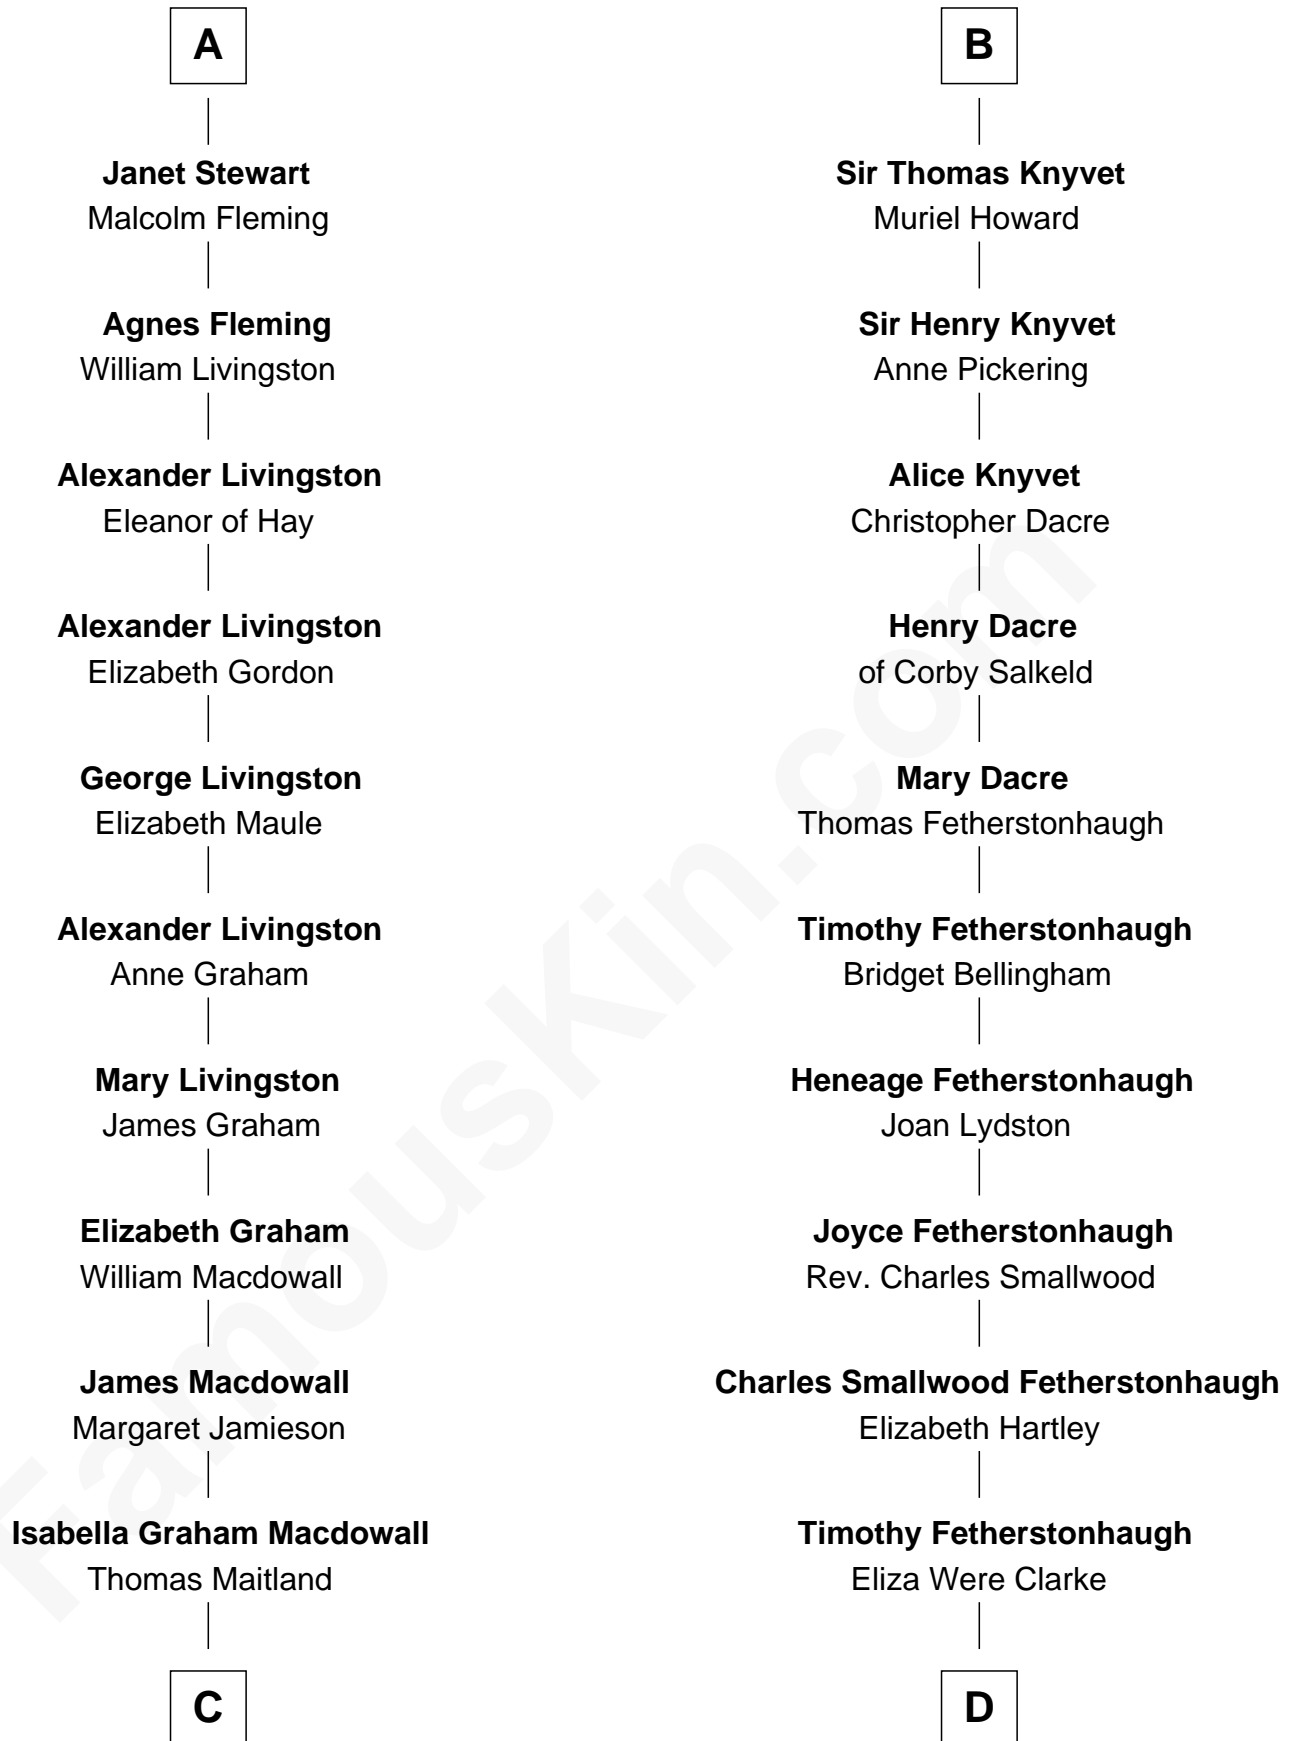 A
Janet Stewart
Malcolm Fleming
Agnes Fleming
William Livingston
Alexander Livingston
Eleanor of Hay
Alexander Livingston
Elizabeth Gordon
George Livingston
Elizabeth Maule
Alexander Livingston
Anne Graham
Mary Livingston
James Graham
Elizabeth Graham
William Macdowall
James Macdowall
Margaret Jamieson
Isabella Graham Macdowall
Thomas Maitland
C
B
Sir Thomas Knyvet
Muriel Howard
Sir Henry Knyvet
Anne Pickering
Alice Knyvet
Christopher Dacre
Henry Dacre
of Corby Salkeld
Mary Dacre
Thomas Fetherstonhaugh
Timothy Fetherstonhaugh
Bridget Bellingham
Heneage Fetherstonhaugh
Joan Lydston
Joyce Fetherstonhaugh
Rev. Charles Smallwood
Charles Smallwood Fetherstonhaugh
Elizabeth Hartley
Timothy Fetherstonhaugh
Eliza Were Clarke
D
FamousKin.com